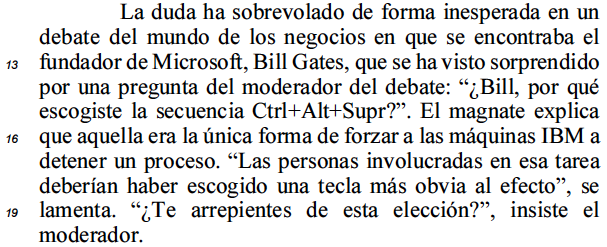 La duda ha sobrevolado de forma inesperada en un
debate del mundo de los negocios en que se encontraba el
13 fundador de Microsoft, Bill Gates, que se ha visto sorprendido
por una pregunta del moderador del debate: “¿Bill, por qué
escogiste la secuencia Ctrl+Alt+Supr?”. El magnate explica
16 que aquella era la única forma de forzar a las máquinas IBM a
detener un proceso. “Las personas involucradas en esa tarea
deberían haber escogido una tecla más obvia al efecto”, se
19 lamenta. “¿Te arrepientes de esta elección?”, insiste el
moderador.